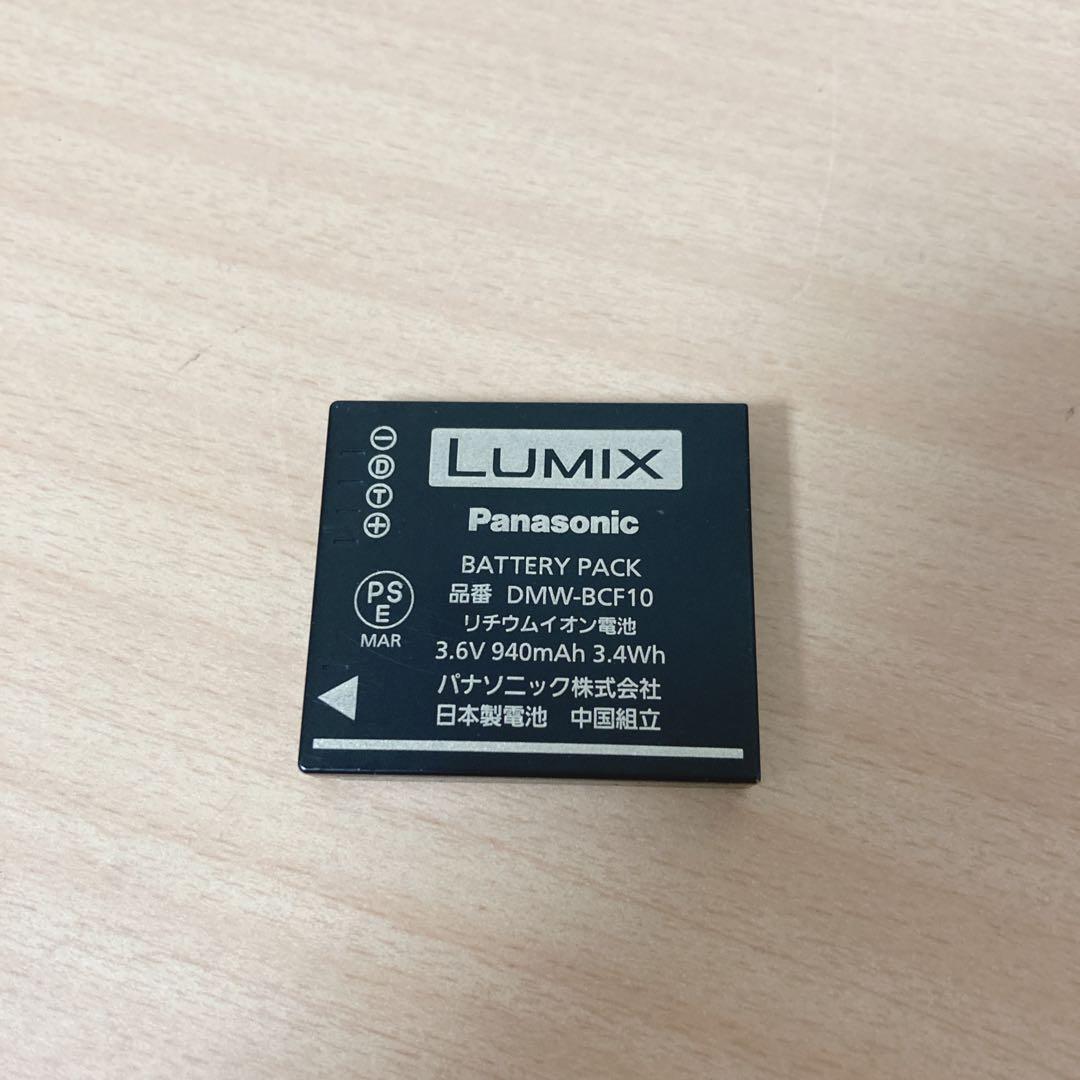 LUMIX
Panasonic
BATTERY PACK
品番 DMW-BCF10
リチウムイオン電池
3.6V 940mAh 3.4Wh
パナソニック株式会社
日本製電池 中国組立
⊖
D
T
⊕
PS
E
MAR